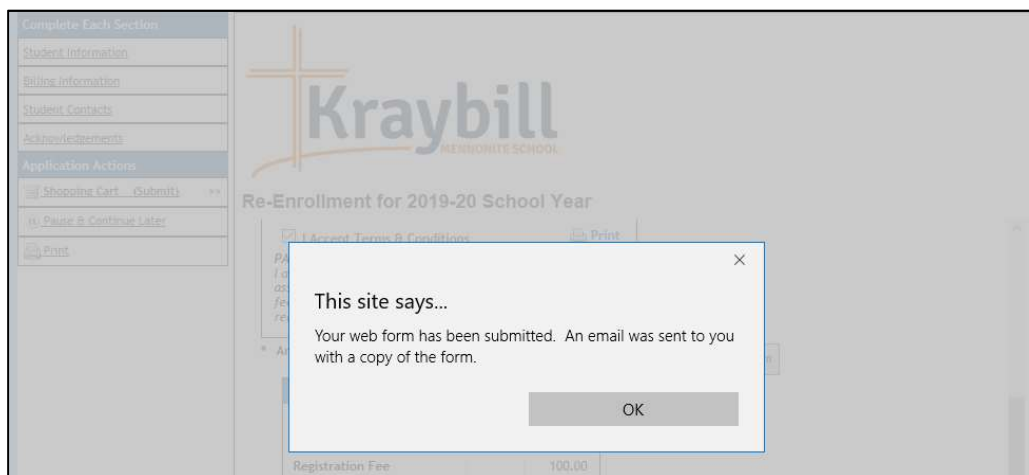 Complete Each Section
Student Information
Billing Information
Student Contacts
Acknowledgements
Application Actions
Shopping Cart (Submit) >>
Pause & Continue Later
Print
Kraybill
MENNONITE SCHOOL
Re-Enrollment for 2019-20 School Year
I Accept Terms & Conditions
Print
This site says...
Your web form has been submitted. An email was sent to you
with a copy of the form.
OK
Registration Fee 100.00